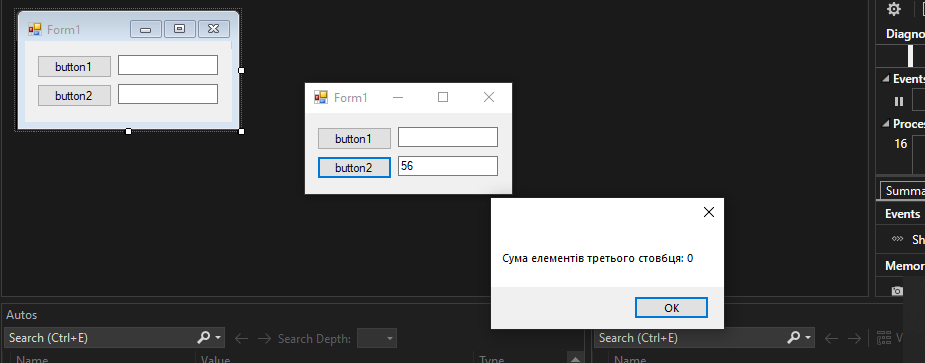 Form1
button1
button2
Form1
button1
button2
56
Сума елементів третього стовбця: 0
OK
Diagno
Events
Proces
16
Summa
Events
Sh
Memor
Autos
Search (Ctrl+E)
Search Depth:
Name
Value
Type
Search (Ctrl+E)
Name